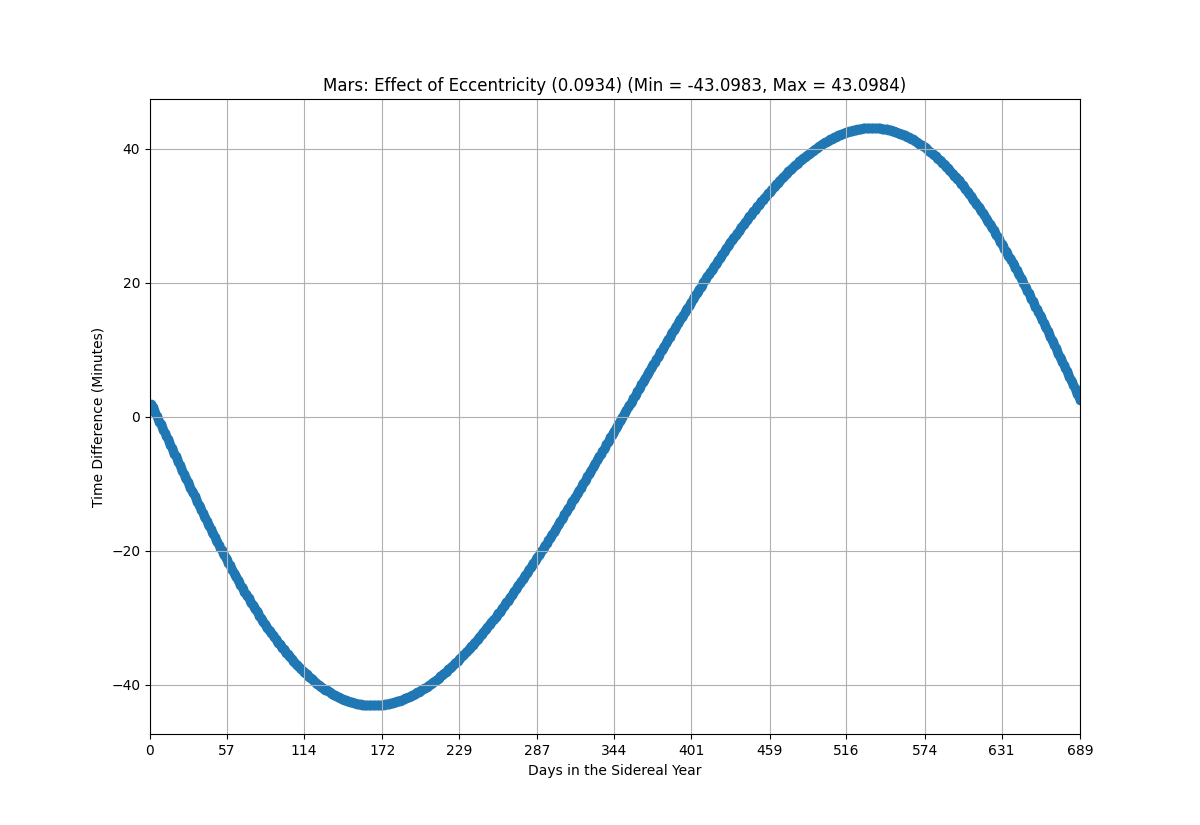 Mars: Effect of Eccentricity (0.0934) (Min = -43.0983, Max = 43.0984)
Time Difference (Minutes)
40
20
0
−20
−40
0 57 114 172 229 287 344 401 459 516 574 631 689
Days in the Sidereal Year